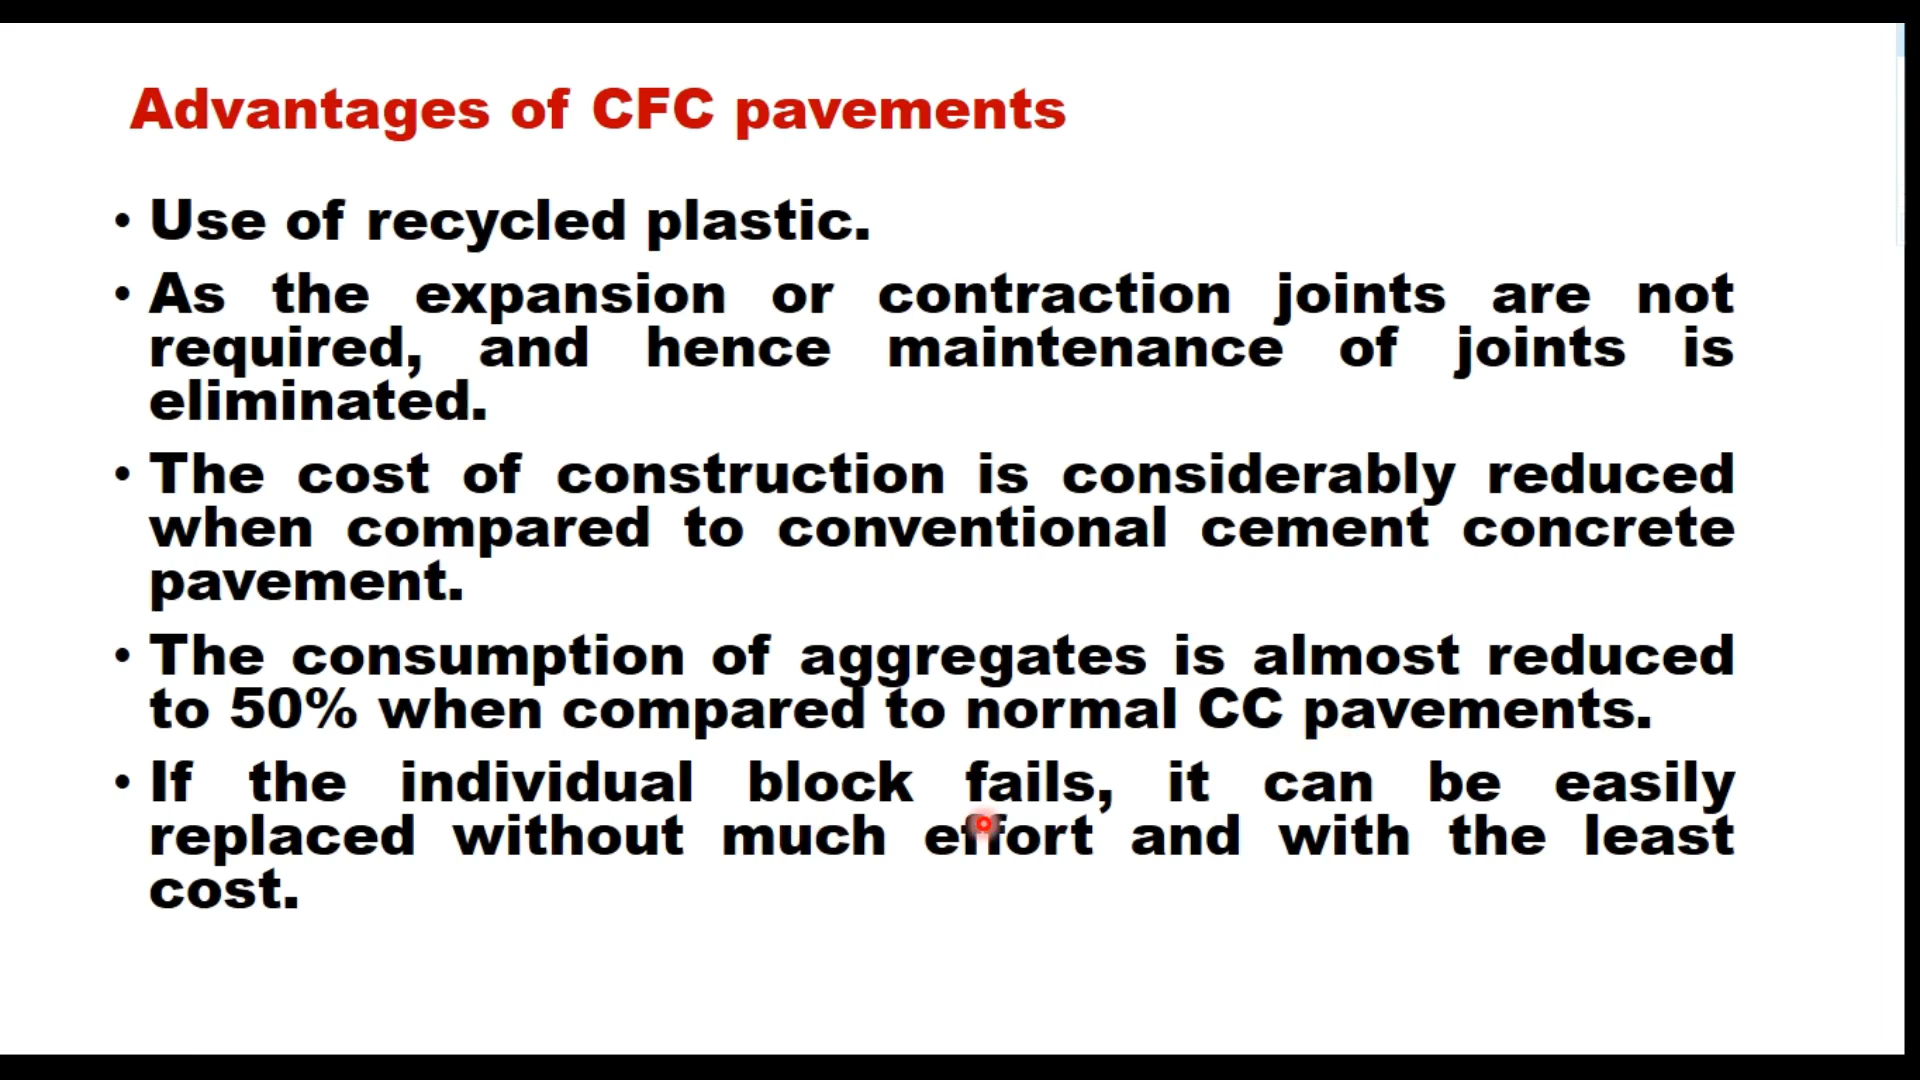 Advantages of CFC pavements
• Use of recycled plastic.
• As the expansion or contraction joints are not
required, and hence maintenance of joints is
eliminated.
• The cost of construction is considerably reduced
when compared to conventional cement concrete
pavement.
• The consumption of aggregates is almost reduced
to 50% when compared to normal CC pavements.
• If the individual block fails, it can be easily
replaced without much effort and with the least
cost.